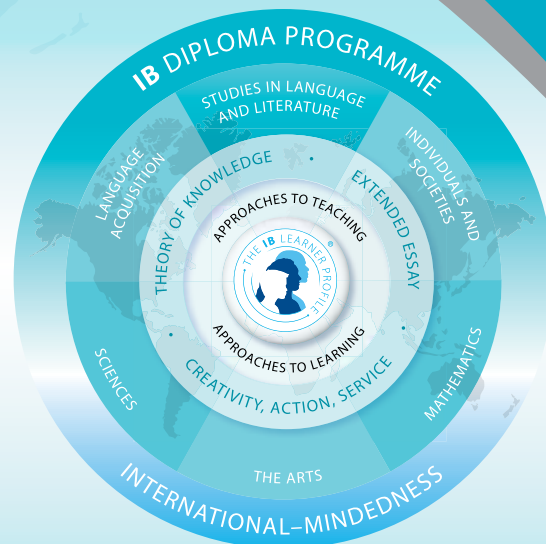 IB DIPLOMA PROGRAMME
STUDIES IN LANGUAGE
AND LITERATURE
LANGUAGE
ACQUISITION
INDIVIDUALS AND
SOCIETIES
THEORY OF KNOWLEDGE
EXTENDED ESSAY
APPROACHES TO TEACHING
THE IB LEARNER PROFILE
®
APPROACHES TO LEARNING
CREATIVITY, ACTION, SERVICE
SCIENCES
MATHEMATICS
THE ARTS
INTERNATIONAL–MINDEDNESS